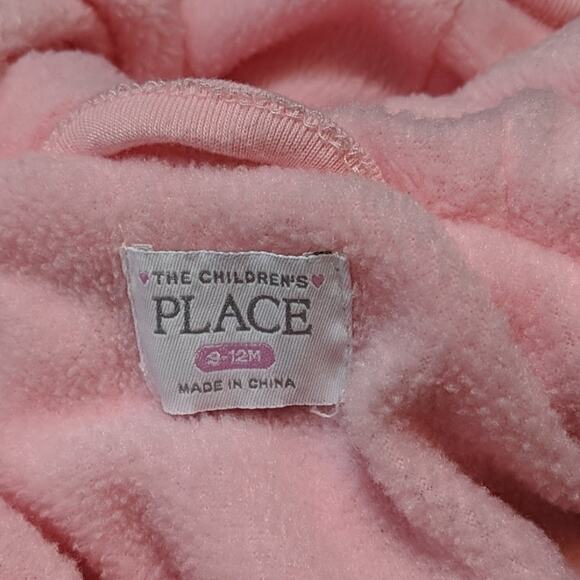 THE CHILDREN'S
PLACE
9-12M
MADE IN CHINA